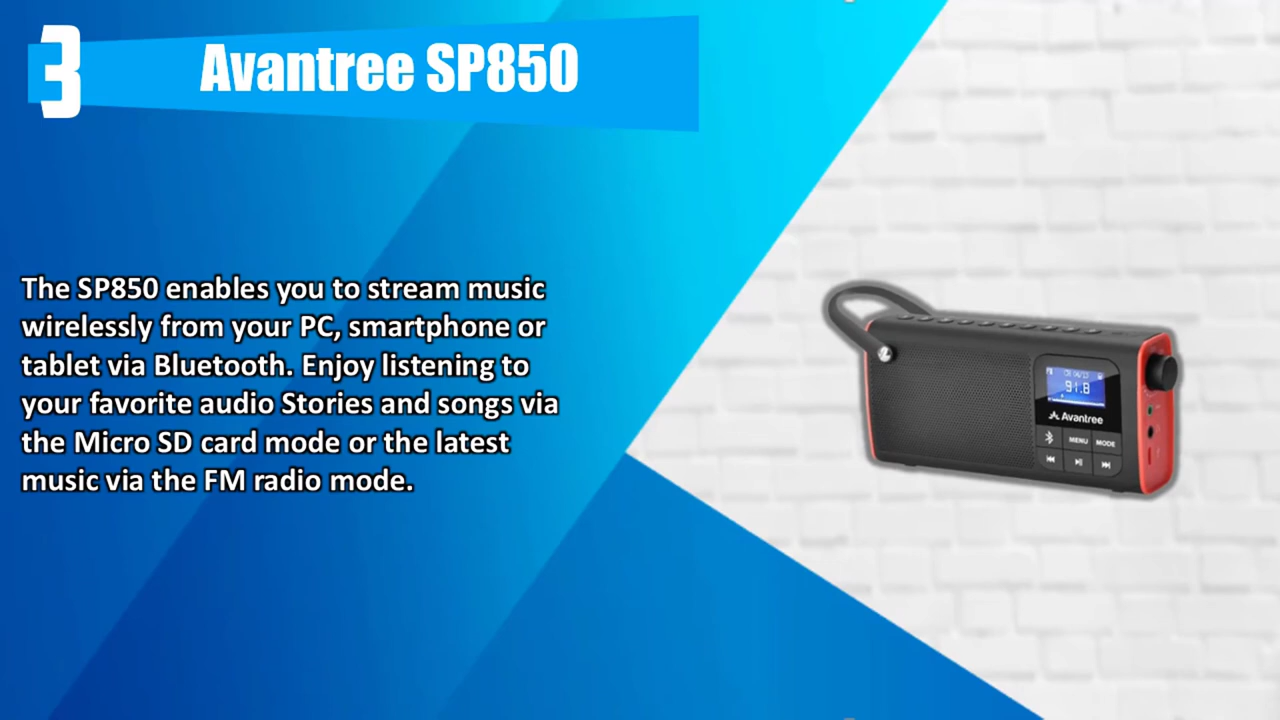 3
Avantree SP850
The SP850 enables you to stream music
wirelessly from your PC, smartphone or
tablet via Bluetooth. Enjoy listening to
your favorite audio Stories and songs via
the Micro SD card mode or the latest
music via the FM radio mode.
91.8
Avantree
MENU MODE